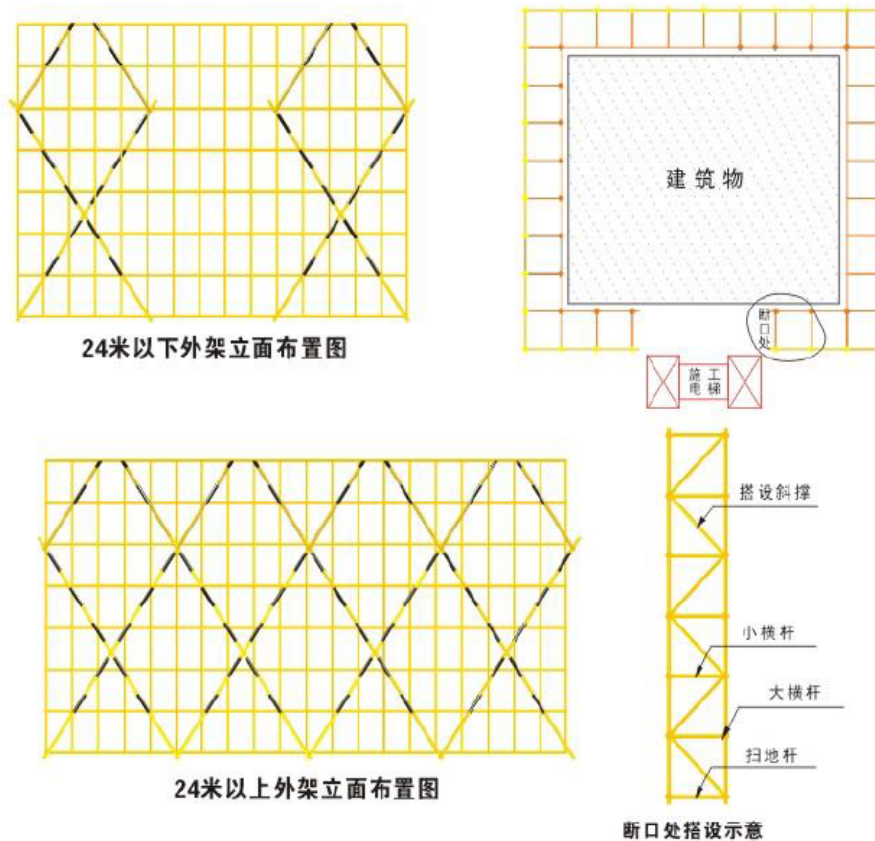 建筑物
断口处
施工
电梯
24米以下外架立面布置图
搭设斜撑
小横杆
大横杆
扫地杆
24米以上外架立面布置图
断口处搭设示意